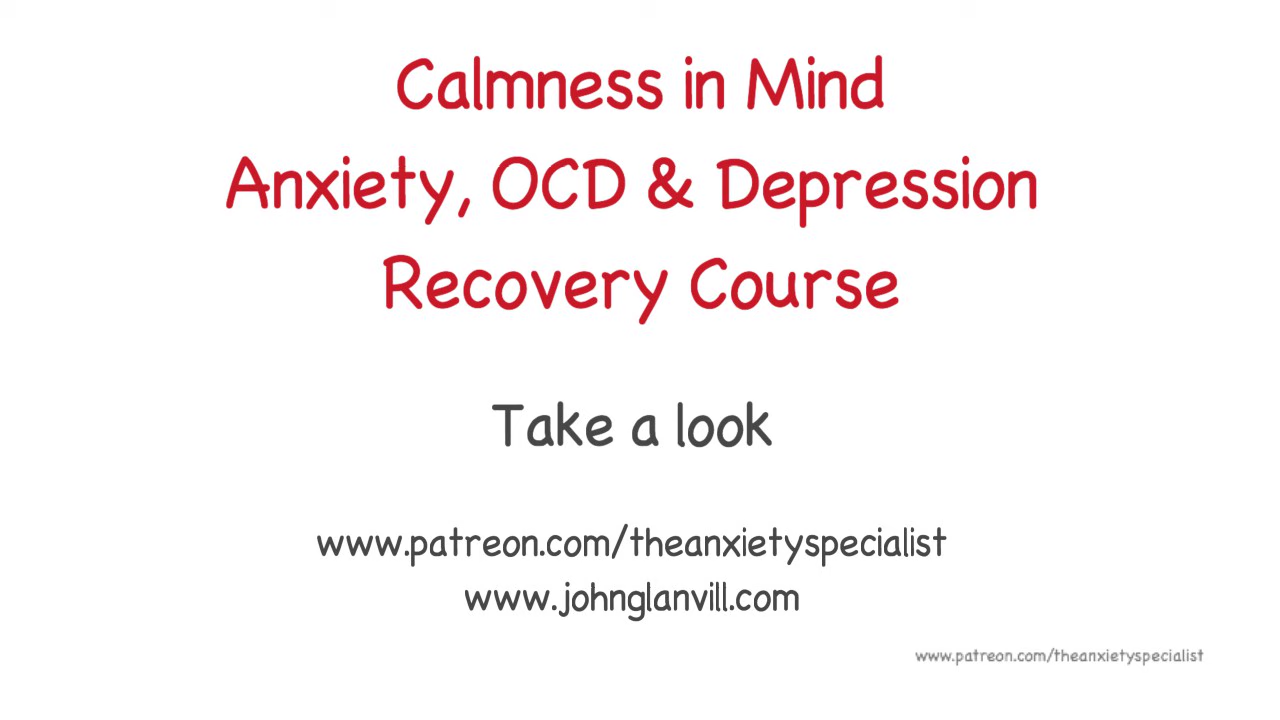 Calmness in Mind
Anxiety, OCD & Depression
Recovery Course
Take a look
www.patreon.com/theanxietyspecialist
www.johnglanvill.com
www.patreon.com/theanxietyspecialist